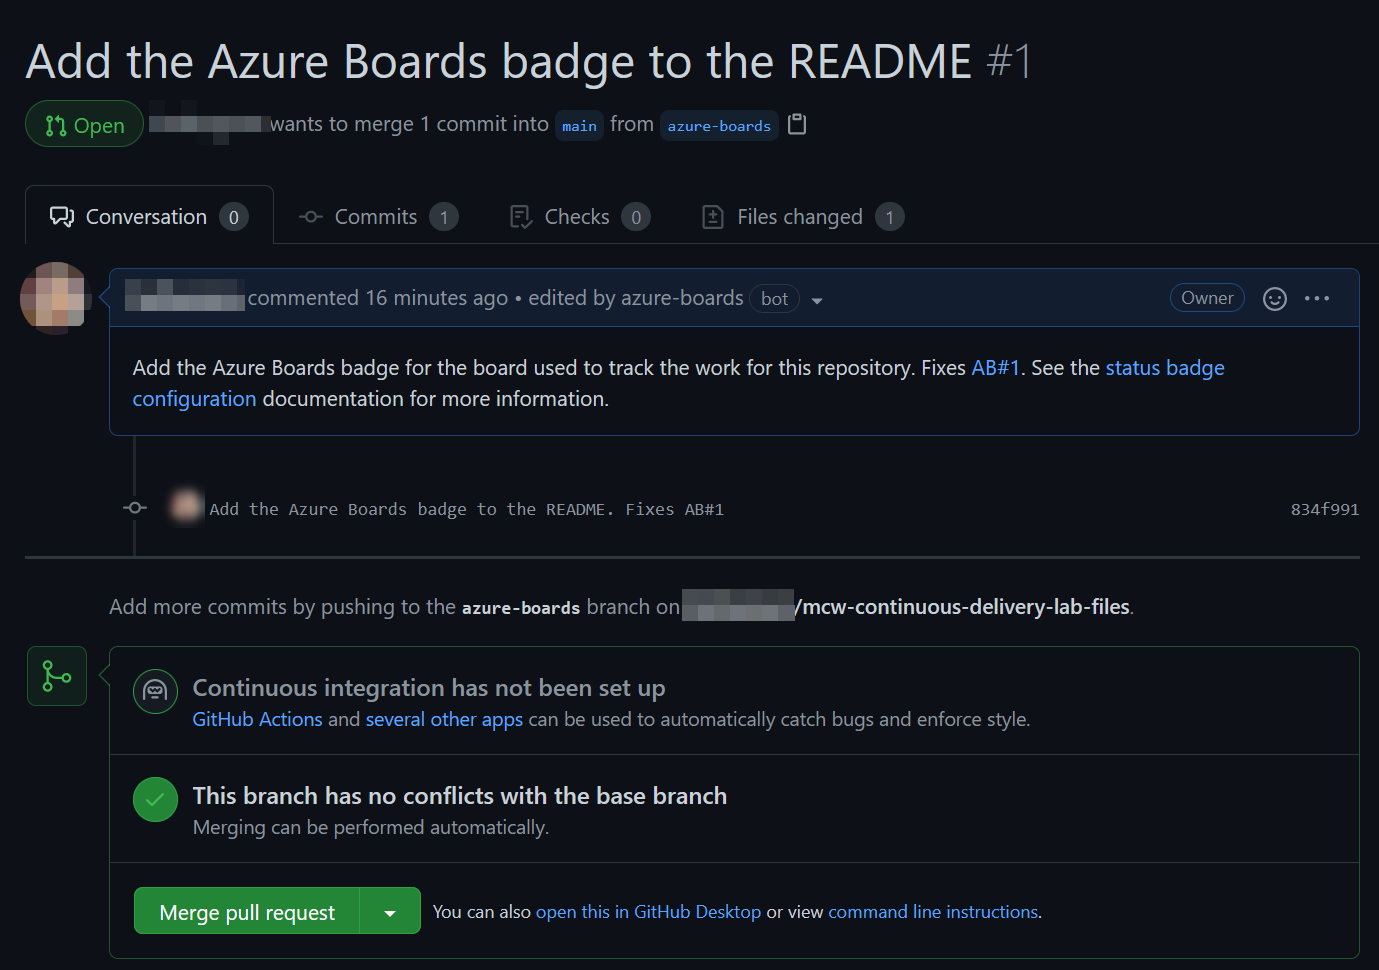 Add the Azure Boards badge to the README #1
Open wants to merge 1 commit into main from azure-boards
Conversation 0 Commits 1 Checks 0 Files changed 1
commented 16 minutes ago • edited by azure-boards bot Owner
Add the Azure Boards badge for the board used to track the work for this repository. Fixes AB#1. See the status badge
configuration documentation for more information.
Add the Azure Boards badge to the README. Fixes AB#1 834f991
Add more commits by pushing to the azure-boards branch on /mcw-continuous-delivery-lab-files.
Continuous integration has not been set up
GitHub Actions and several other apps can be used to automatically catch bugs and enforce style.
This branch has no conflicts with the base branch
Merging can be performed automatically.
Merge pull request You can also open this in GitHub Desktop or view command line instructions.